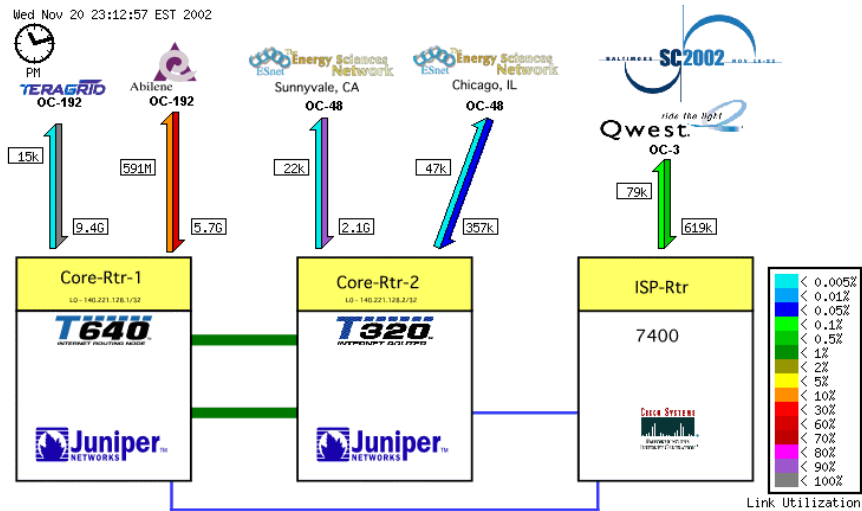 Wed Nov 20 23:12:57 EST 2002
PM
TERAGRID
OC-192
Abilene
OC-192
ESnet
The Energy Sciences Network
Sunnyvale, CA
OC-48
ESnet
The Energy Sciences Network
Chicago, IL
OC-48
BALTIMORE SC2002 NOV 16-22
ride the light
Qwest
OC-3
15k
9.4G
591M
5.7G
22k
2.1G
47k
357k
79k
619k
Core-Rtr-1
LO - 140.221.128.1/32
T640
INTERNET ROUTING NODE
Juniper
NETWORKS
Core-Rtr-2
LO - 140.221.128.2/32
T320
INTERNET ROUTER
Juniper
NETWORKS
ISP-Rtr
7400
CISCO SYSTEMS
< 0.005%
< 0.01%
< 0.05%
< 0.1%
< 0.5%
< 1%
< 2%
< 5%
< 10%
< 30%
< 60%
< 70%
< 80%
< 90%
< 100%
Link Utilization